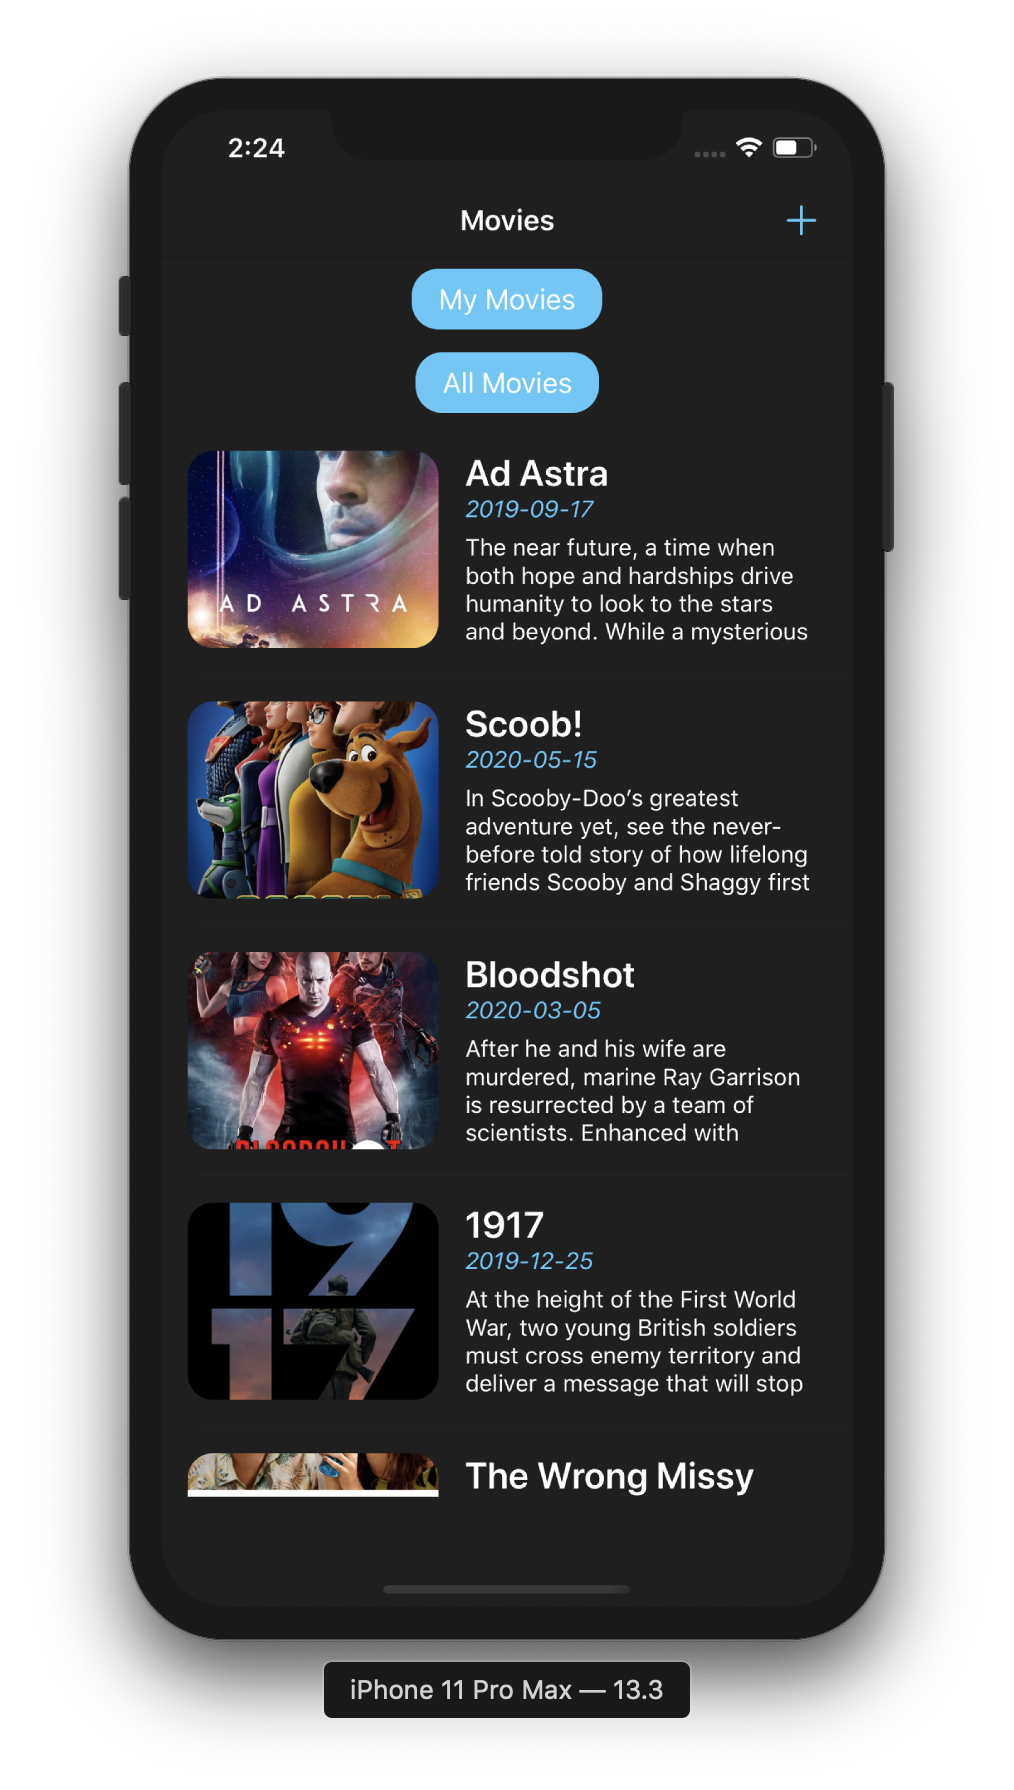 2:24
Movies
My Movies
All Movies
AD ASTRA
Ad Astra
2019-09-17
The near future, a time when
both hope and hardships drive
humanity to look to the stars
and beyond. While a mysterious
Scoob!
2020-05-15
In Scooby-Doo’s greatest
adventure yet, see the never-
before told story of how lifelong
friends Scooby and Shaggy first
Bloodshot
2020-03-05
After he and his wife are
murdered, marine Ray Garrison
is resurrected by a team of
scientists. Enhanced with
19
17
1917
2019-12-25
At the height of the First World
War, two young British soldiers
must cross enemy territory and
deliver a message that will stop
The Wrong Missy
iPhone 11 Pro Max — 13.3